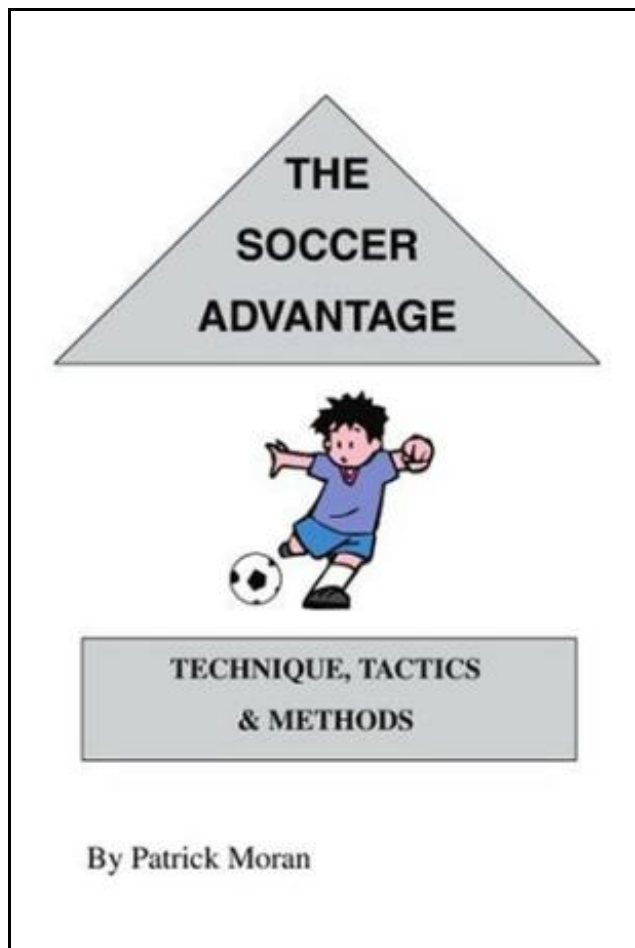 THE
SOCCER
ADVANTAGE
TECHNIQUE, TACTICS
& METHODS
By Patrick Moran